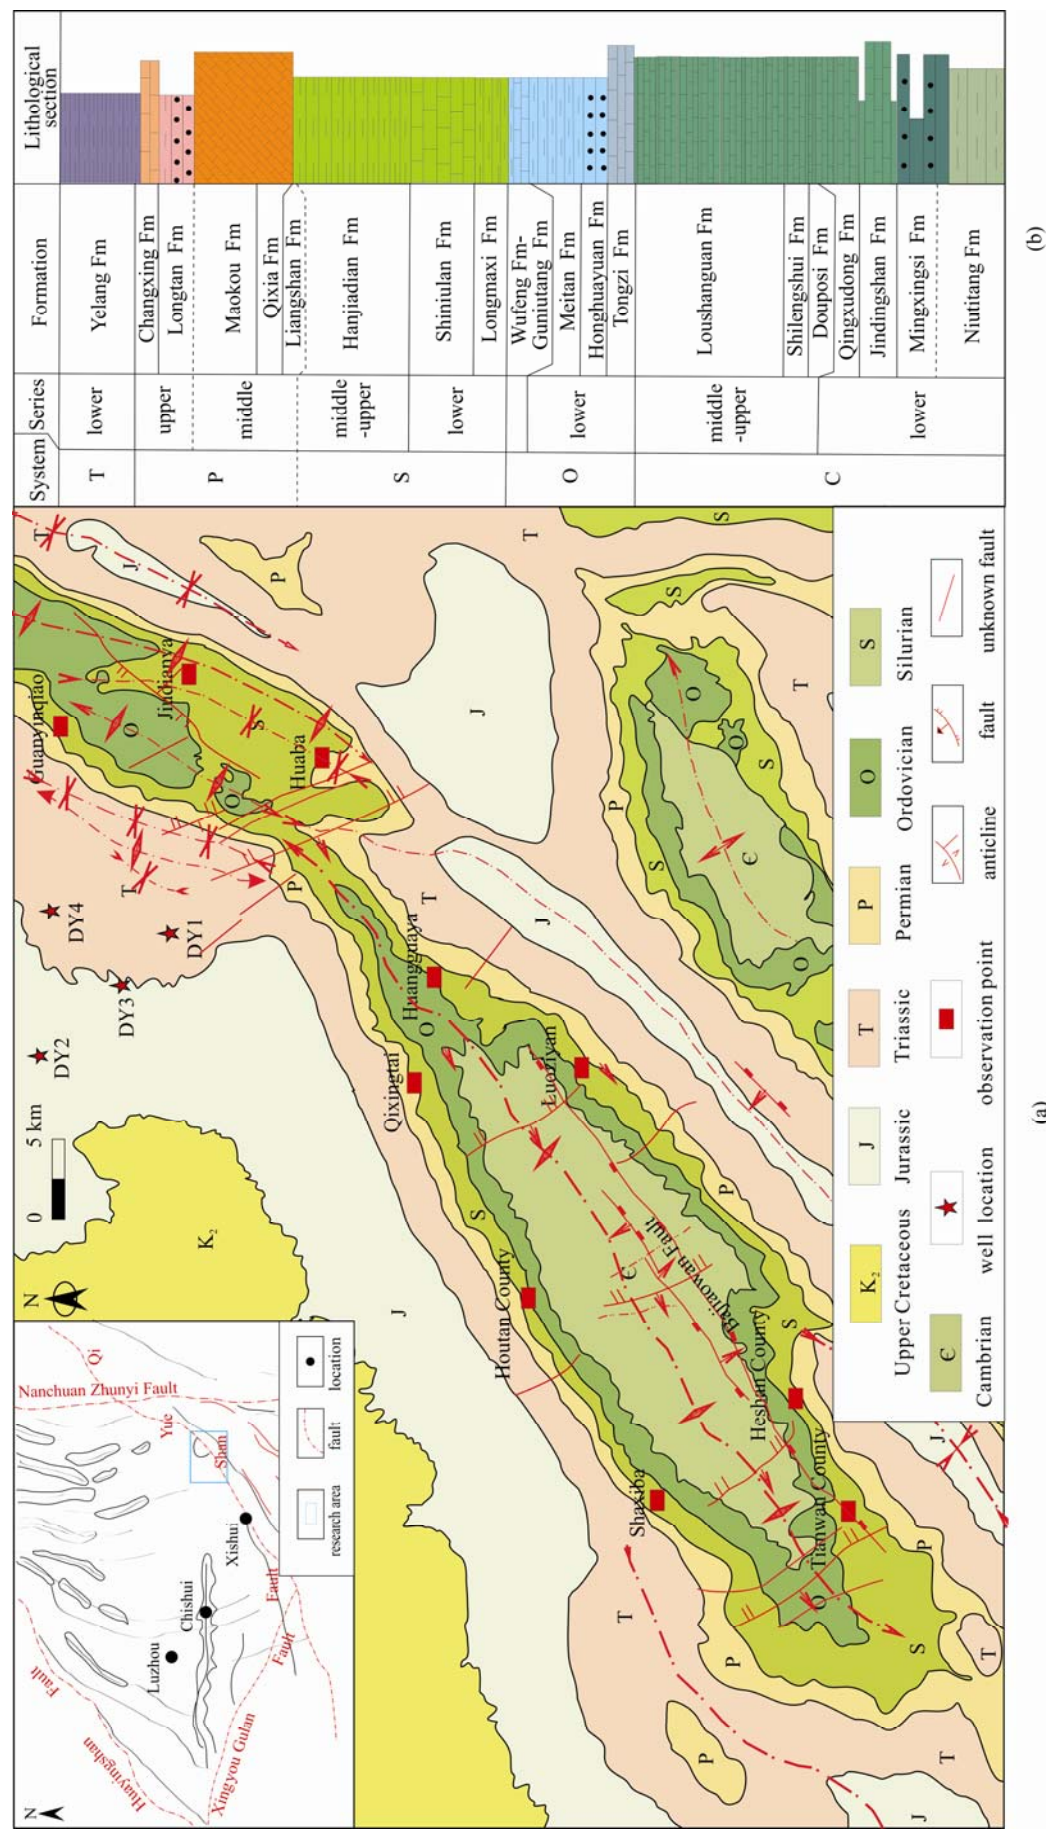 N
Huayingshan
Fault
Xingyou Gulan
Fault
Luzhou
Chishui
Xishui
Fault
Shan
Yue
Qi
Nanchuan Zhunyi Fault
research area
fault
location
N
0
5 km
K2
J
DY2
DY3
DY4
DY1
T
Guanyinqiao
Jindianya
Huaba
O
O
S
T
J
P
T
J
P
T
J
Huangguaya
Qixingtai
O
Luoziyan
S
Houtan County
Є
Bajiaowan Fault
Heshan County
Tianwan County
Shaxiba
S
P
O
S
P
P
P
T
T
T
J
J
P
S
O
O
S
Є
O
T
S
S
K2
Upper Cretaceous
J
Jurassic
T
Triassic
P
Permian
O
Ordovician
S
Silurian
Є
Cambrian
well location
observation point
anticline
fault
unknown fault
(a)
System
Series
Formation
Lithological
section
T
lower
Yelang Fm
P
upper
Changxing Fm
Longtan Fm
middle
Maokou Fm
Qixia Fm
Liangshan Fm
S
middle
-upper
Hanjiadian Fm
lower
Shiniulan Fm
Longmaxi Fm
O
Wufeng Fm-
Guniutang Fm
lower
Meitan Fm
Honghuayuan Fm
Tongzi Fm
C
middle
-upper
Loushanguan Fm
Shilengshui Fm
Douposi Fm
lower
Qingxudong Fm
Jindingshan Fm
Mingxingsi Fm
Niutitang Fm
(b)